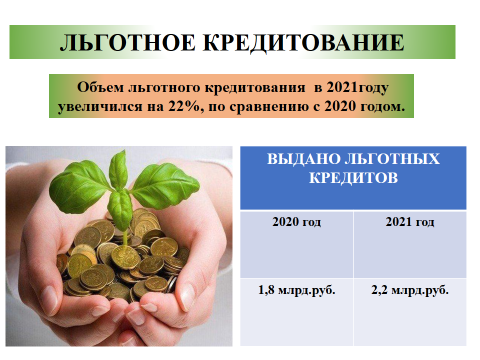 ЛЬГОТНОЕ КРЕДИТОВАНИЕ
Объем льготного кредитования в 2021году
увеличился на 22%, по сравнению с 2020 годом.
ВЫДАНО ЛЬГОТНЫХ
КРЕДИТОВ
2020 год 2021 год
1,8 млрд.руб. 2,2 млрд.руб.